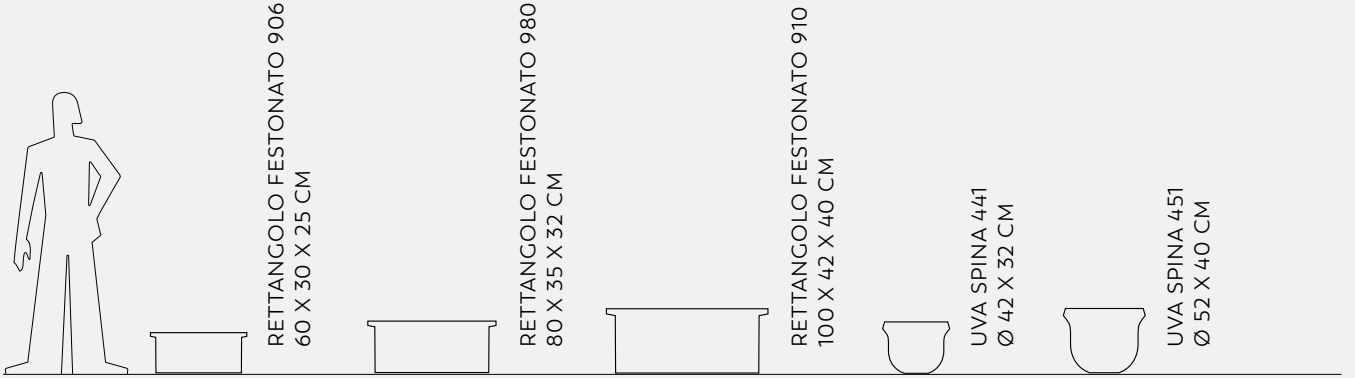 RETTANGOLO FESTONATO 906
60 X 30 X 25 CM
RETTANGOLO FESTONATO 980
80 X 35 X 32 CM
RETTANGOLO FESTONATO 910
100 X 42 X 40 CM
UVA SPINA 441
Ø 42 X 32 CM
UVA SPINA 451
Ø 52 X 40 CM